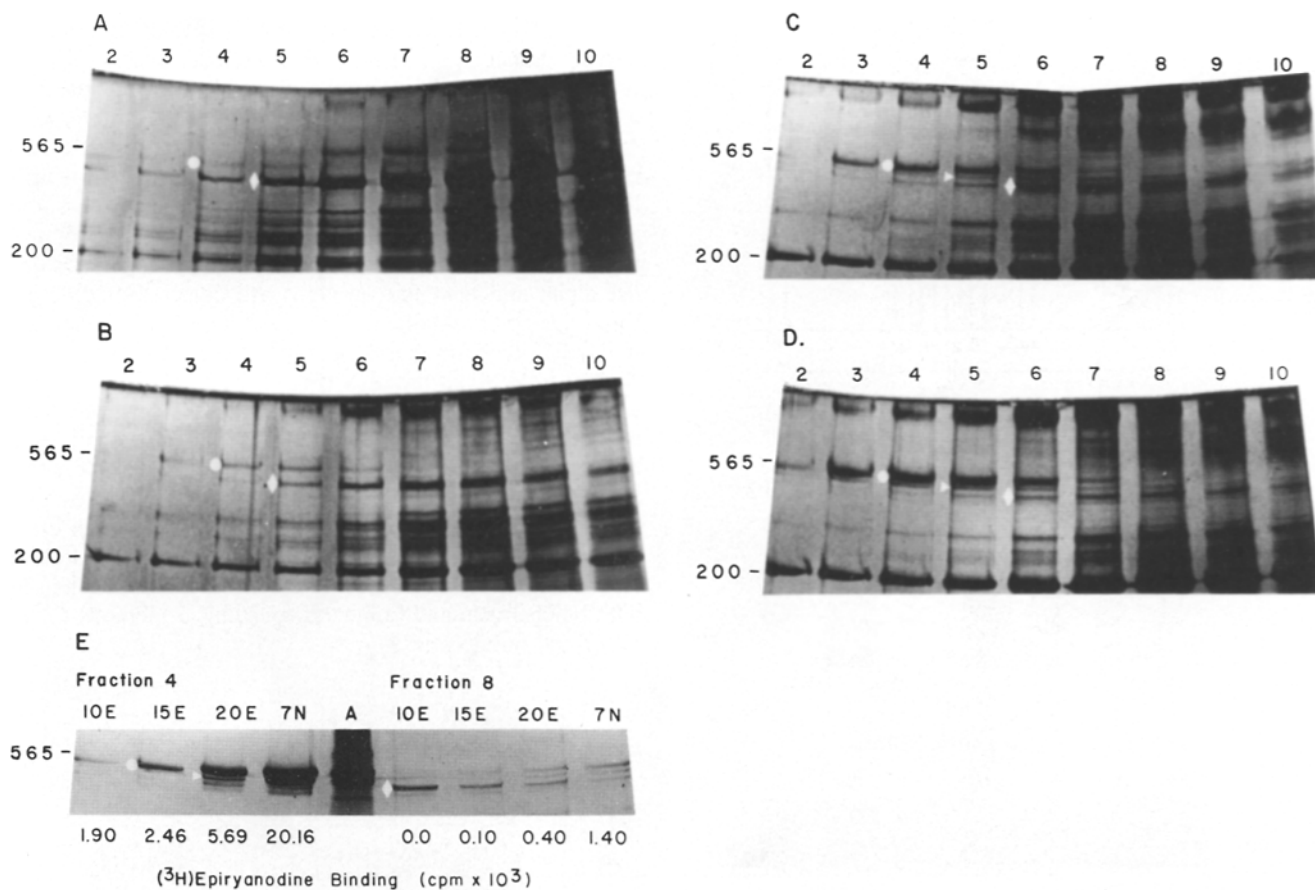 A
2 3 4 5 6 7 8 9 10
565 -
200 -
B
2 3 4 5 6 7 8 9 10
565 -
200 -
C
2 3 4 5 6 7 8 9 10
565 -
200 -
D.
2 3 4 5 6 7 8 9 10
565 -
200 -
E
Fraction 4 Fraction 8
10E 15E 20E 7N A 10E 15E 20E 7N
565 -
1.90 2.46 5.69 20.16 0.0 0.10 0.40 1.40
(³H)Epiryanodine Binding (cpm x 10³)